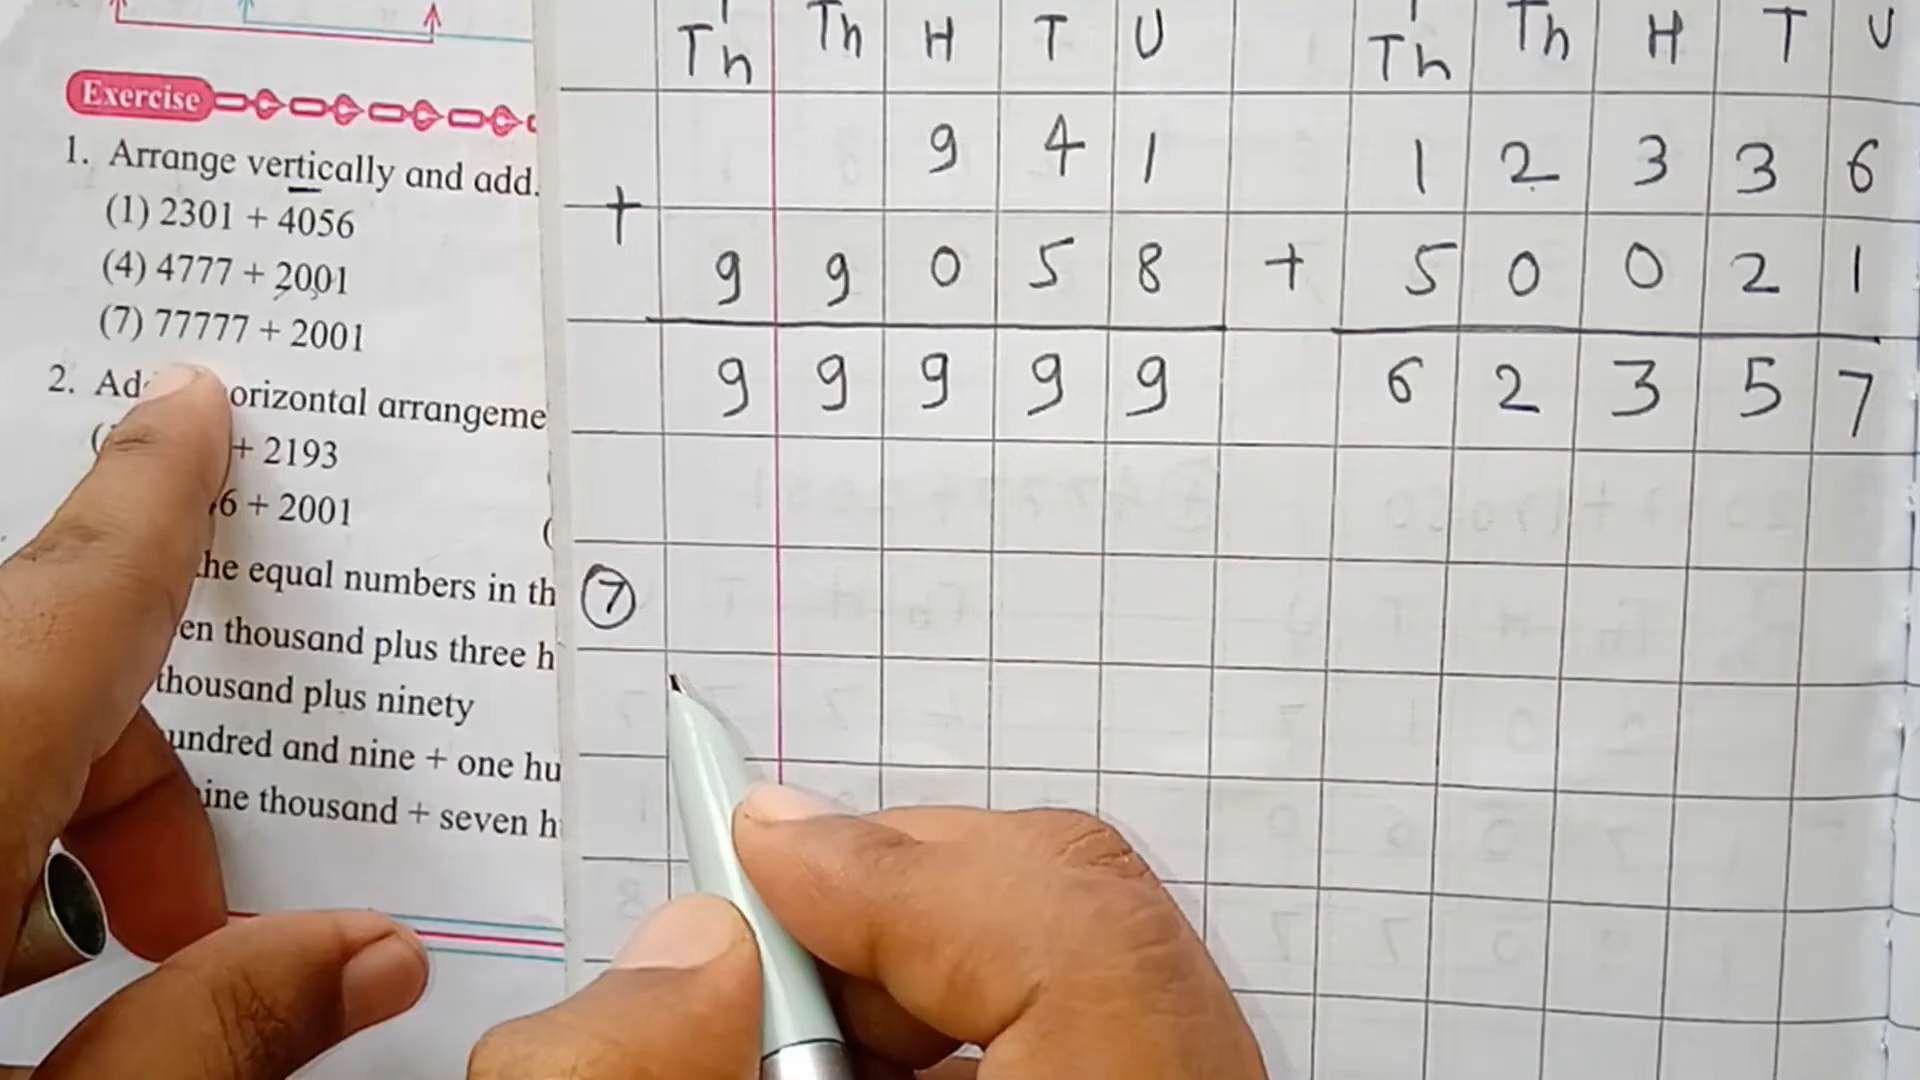 Exercise
1. Arrange vertically and add.
(1) 2301 + 4056
(4) 4777 + 2001
(7) 77777 + 2001
2. orizontal arrangeme
+ 2193
6 + 2001
he equal numbers in th
en thousand plus three h
thousand plus ninety
undred and nine + one hu
ine thousand + seven h
Th Th H T U
9 4 1
+
9 9 0 5 8
9 9 9 9 9
Th Th H T U
1 2 3 3 6
+ 5 0 0 2 1
6 2 3 5 7
7